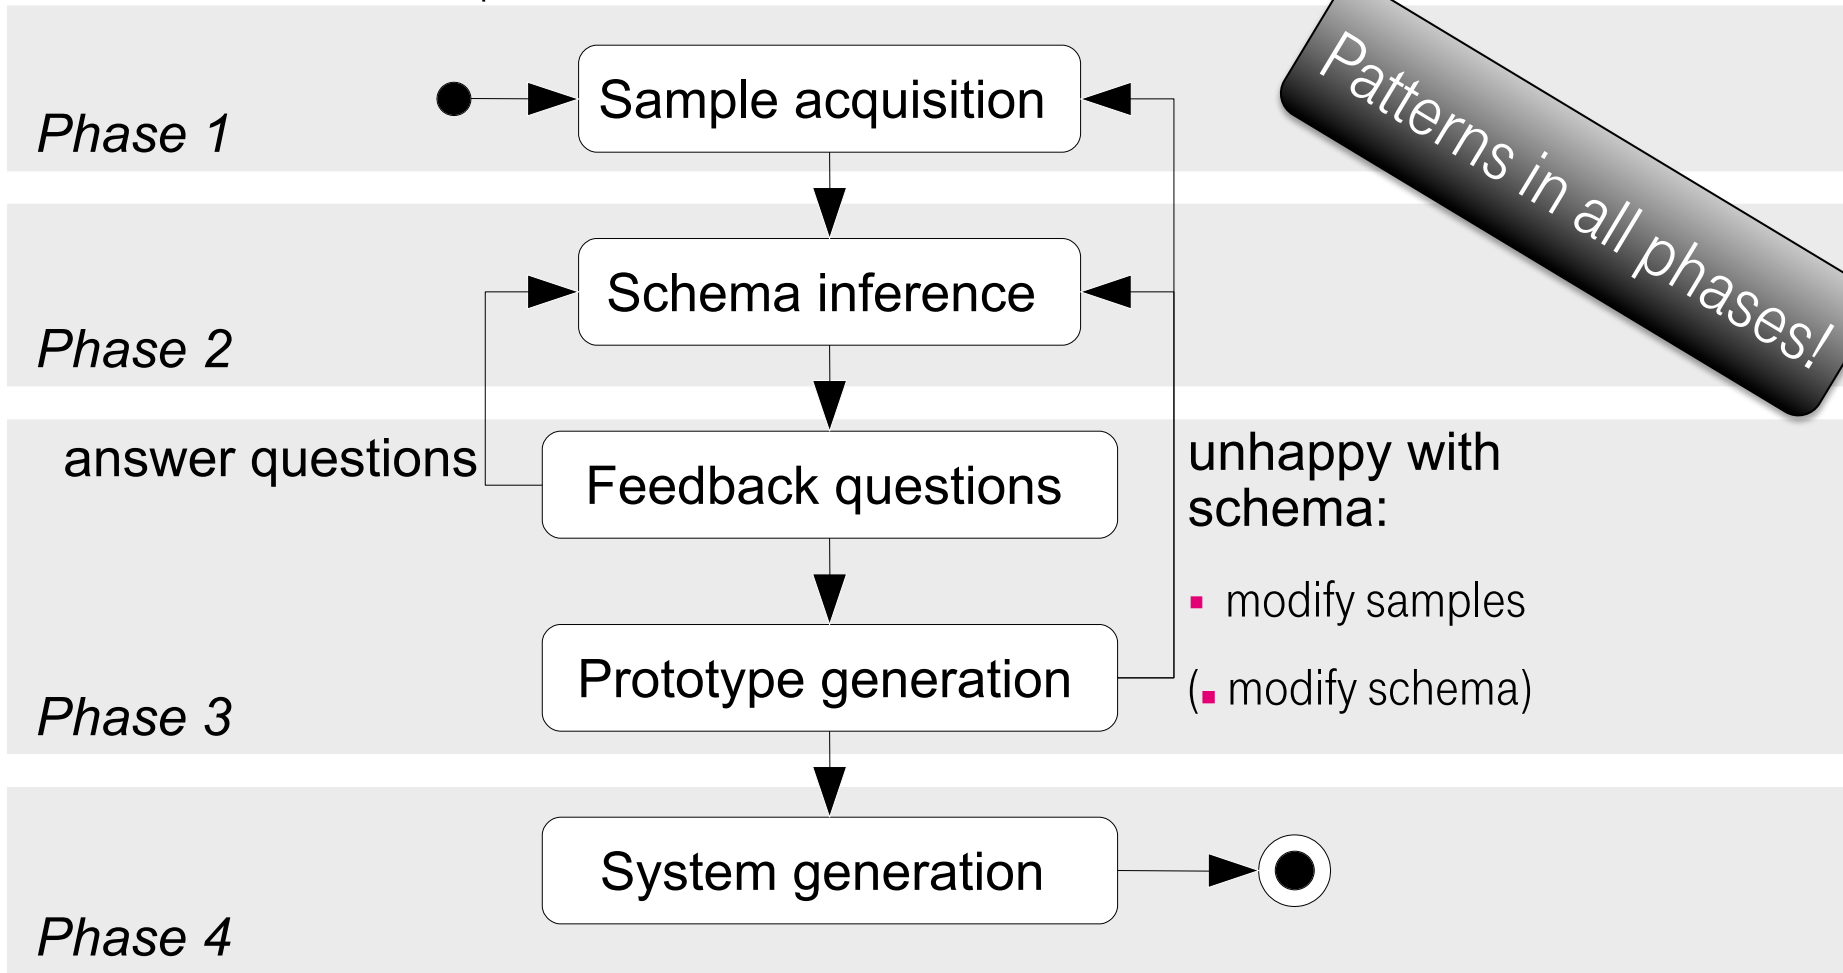 Sample acquisition
Phase 1
Patterns in all phases!
Schema inference
Phase 2
answer questions
Feedback questions
unhappy with
schema:
▪ modify samples
Prototype generation
(▪ modify schema)
Phase 3
System generation
Phase 4